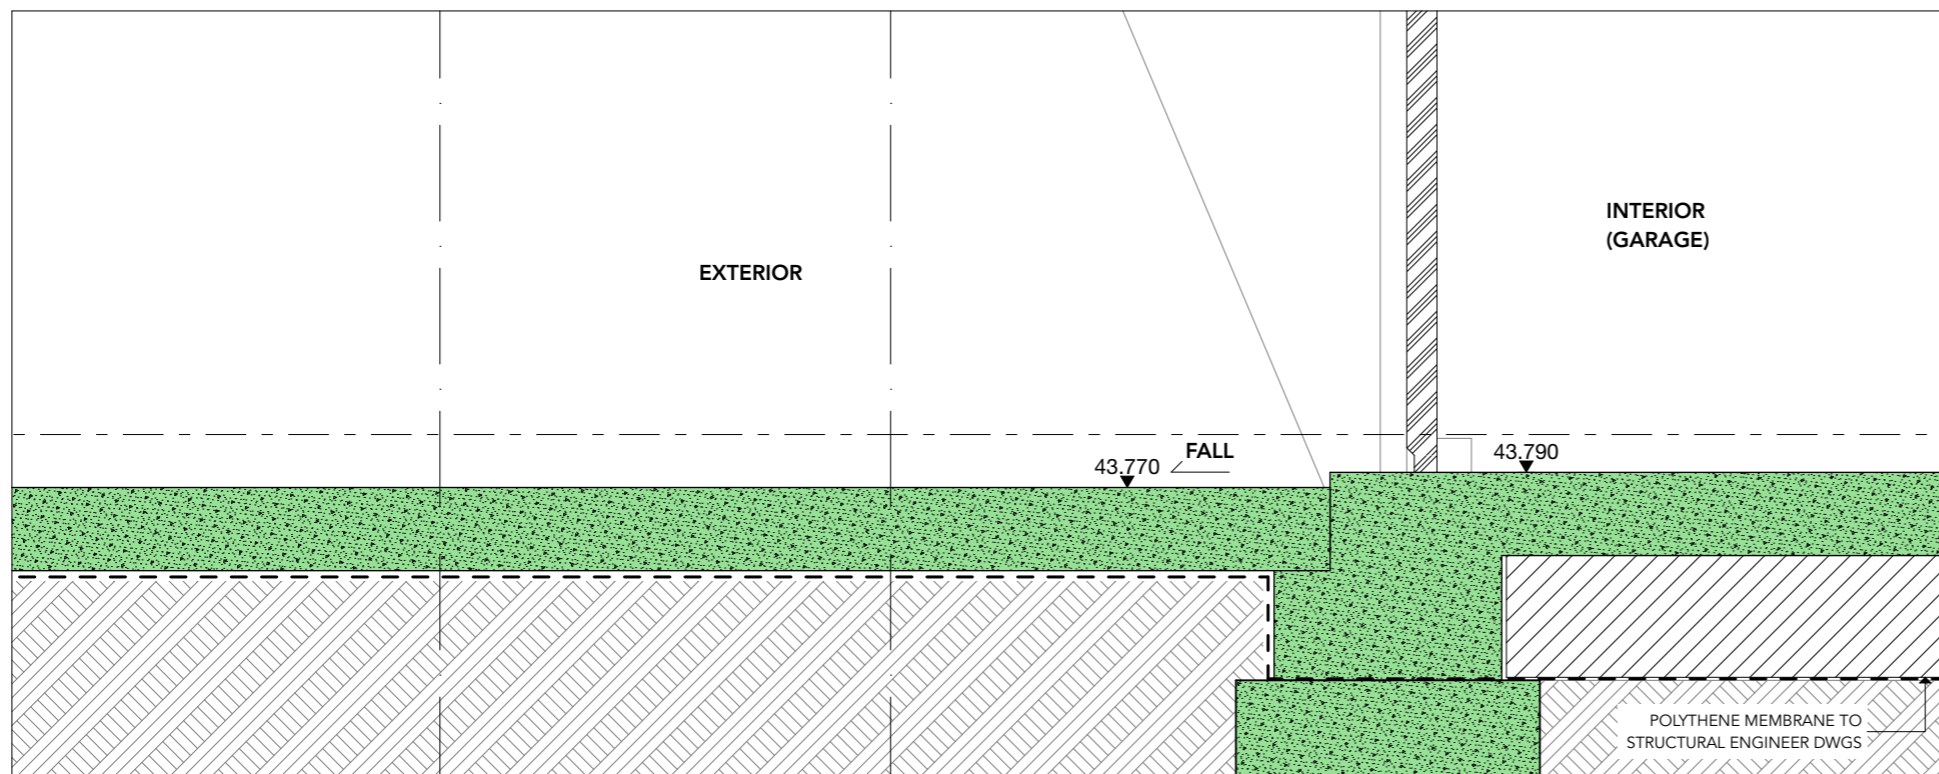 INTERIOR
(GARAGE)
EXTERIOR
FALL
43.770
43.790
POLYTHENE MEMBRANE TO
STRUCTURAL ENGINEER DWGS